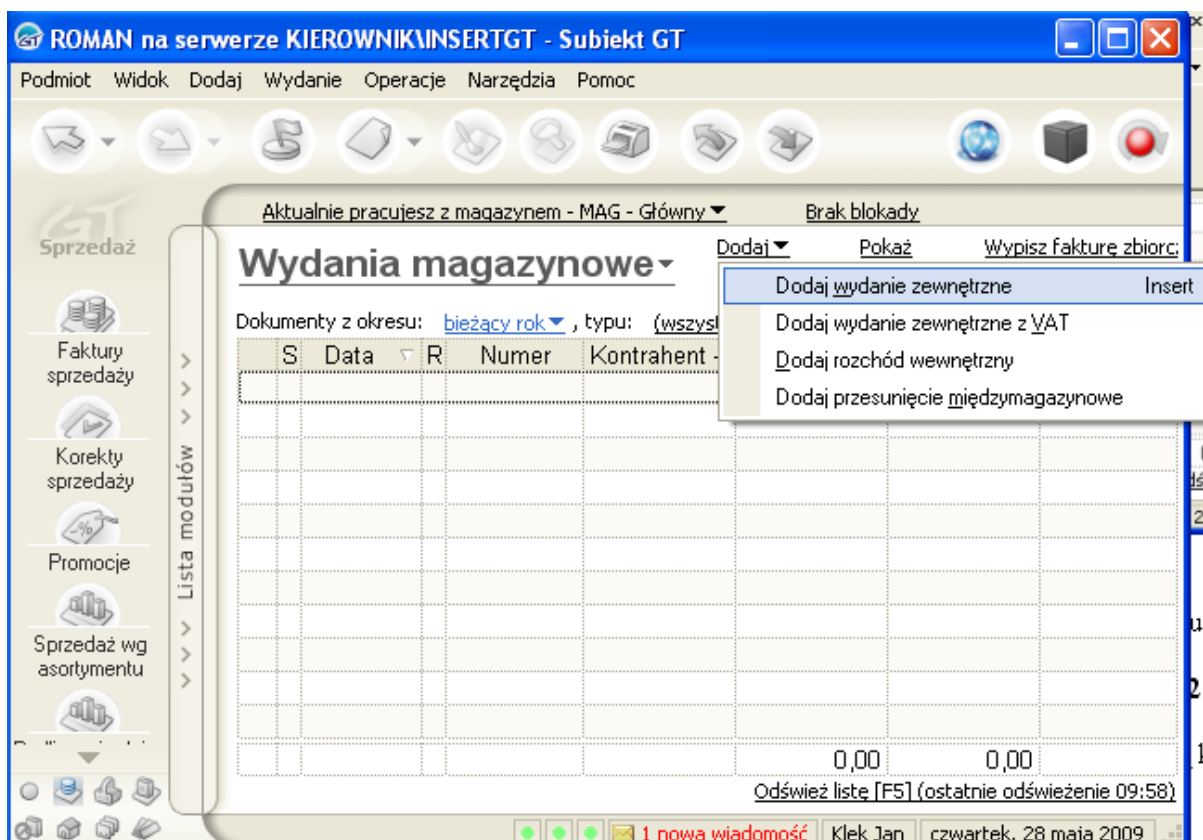 ROMAN na serwerze KIEROWNIK\INSERTGT - Subiekt GT
Podmiot Widok Dodaj Wydanie Operacje Narzędzia Pomoc
Aktualnie pracujesz z magazynem - MAG - Główny Brak blokady
GT
Sprzedaż
Wydania magazynowe
Dodaj Pokaż Wypisz fakturę zbiorc
Dodaj wydanie zewnętrzne Insert
Dodaj wydanie zewnętrzne z VAT
Dodaj rozchód wewnętrzny
Dodaj przesunięcie międzymagazynowe
Dokumenty z okresu: bieżący rok , typu: (wszys
S Data R Numer Kontrahent -
Faktury
sprzedaży
Korekty
sprzedaży
Promocje
Sprzedaż wg
asortymentu
Lista modułów
0,00 0,00
Odśwież listę [F5] (ostatnie odświeżenie 09:58)
1 nowa wiadomość Klek Jan czwartek, 28 maja 2009